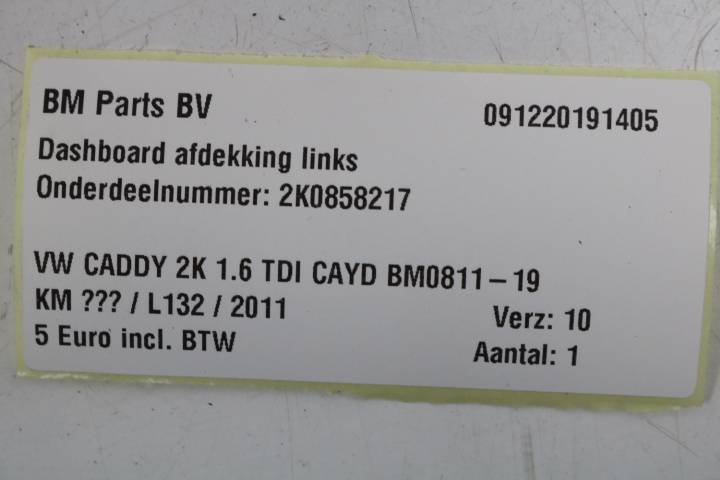 BM Parts BV 091220191405
Dashboard afdekking links
Onderdeelnummer: 2K0858217
VW CADDY 2K 1.6 TDI CAYD BM0811-19
KM ??? / L132 / 2011 Verz: 10
5 Euro incl. BTW Aantal: 1